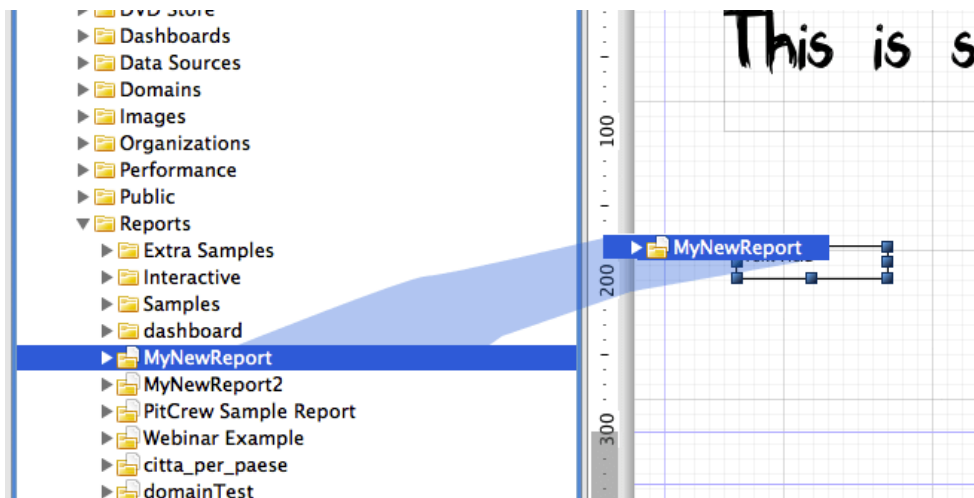 DVD Store
Dashboards
Data Sources
Domains
Images
Organizations
Performance
Public
Reports
Extra Samples
Interactive
Samples
dashboard
MyNewReport
MyNewReport2
PitCrew Sample Report
Webinar Example
citta_per_paese
domainTest
This is s
100
200
300
MyNewReport